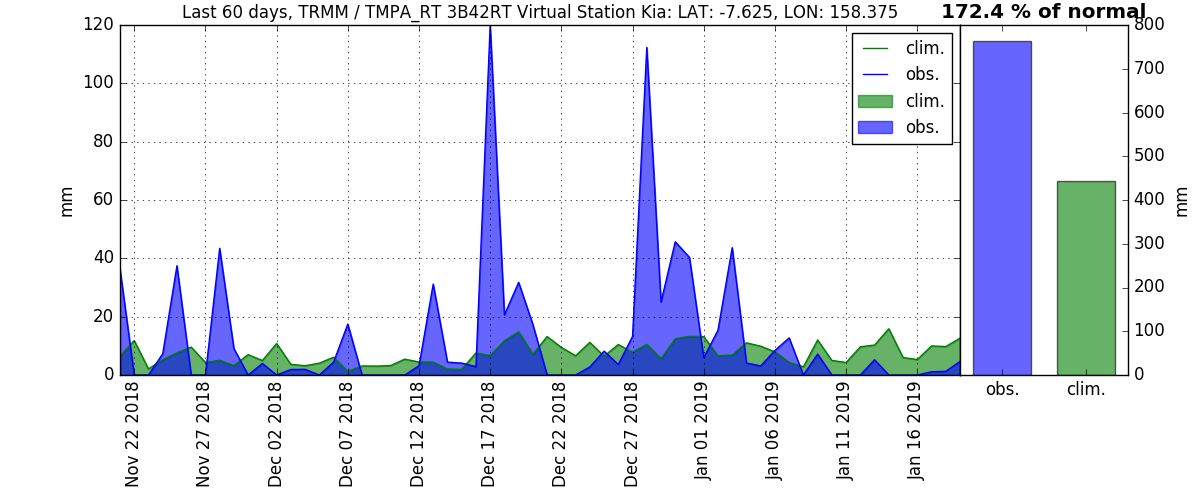 Last 60 days, TRMM / TMPA_RT 3B42RT Virtual Station Kia: LAT: -7.625, LON: 158.375
172.4 % of normal
120
100
80
60
40
20
0
mm
clim.
obs.
clim.
obs.
800
700
600
500
400
300
200
100
0
mm
Nov 22 2018
Nov 27 2018
Dec 02 2018
Dec 07 2018
Dec 12 2018
Dec 17 2018
Dec 22 2018
Dec 27 2018
Jan 01 2019
Jan 06 2019
Jan 11 2019
Jan 16 2019
obs.
clim.